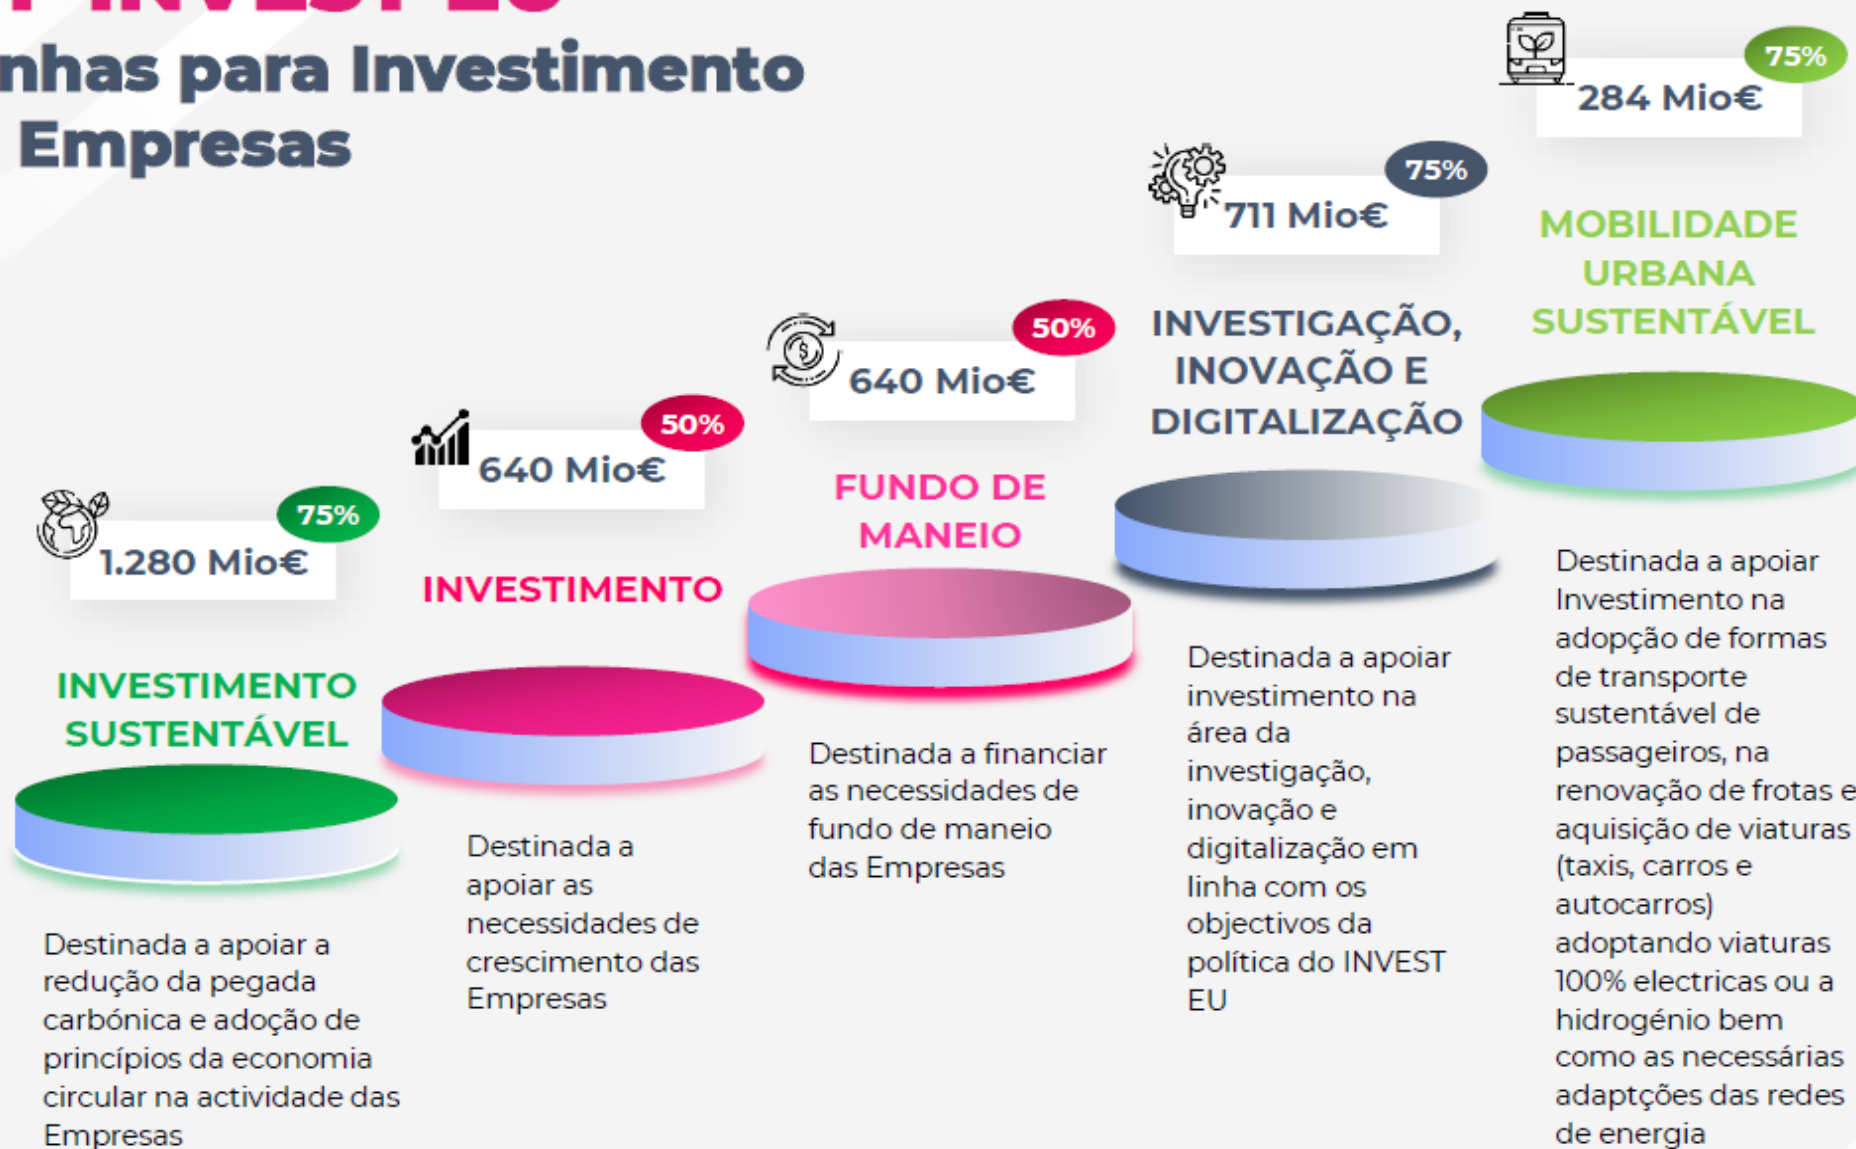 INVEST EU
nhas para Investimento
Empresas
75%
1.280 Mio€
INVESTIMENTO
SUSTENTÁVEL
Destinada a apoiar a
redução da pegada
carbónica e adoção de
princípios da economia
circular na actividade das
Empresas
50%
640 Mio€
INVESTIMENTO
Destinada a
apoiar as
necessidades de
crescimento das
Empresas
50%
640 Mio€
FUNDO DE
MANEIO
Destinada a financiar
as necessidades de
fundo de maneio
das Empresas
75%
711 Mio€
INVESTIGAÇÃO,
INOVAÇÃO E
DIGITALIZAÇÃO
Destinada a apoiar
investimento na
área da
investigação,
inovação e
digitalização em
linha com os
objectivos da
política do INVEST
EU
75%
284 Mio€
MOBILIDADE
URBANA
SUSTENTÁVEL
Destinada a apoiar
Investimento na
adopção de formas
de transporte
sustentável de
passageiros, na
renovação de frotas e
aquisição de viaturas
(taxis, carros e
autocarros)
adoptando viaturas
100% electricas ou a
hidrogénio bem
como as necessárias
adaptções das redes
de energia